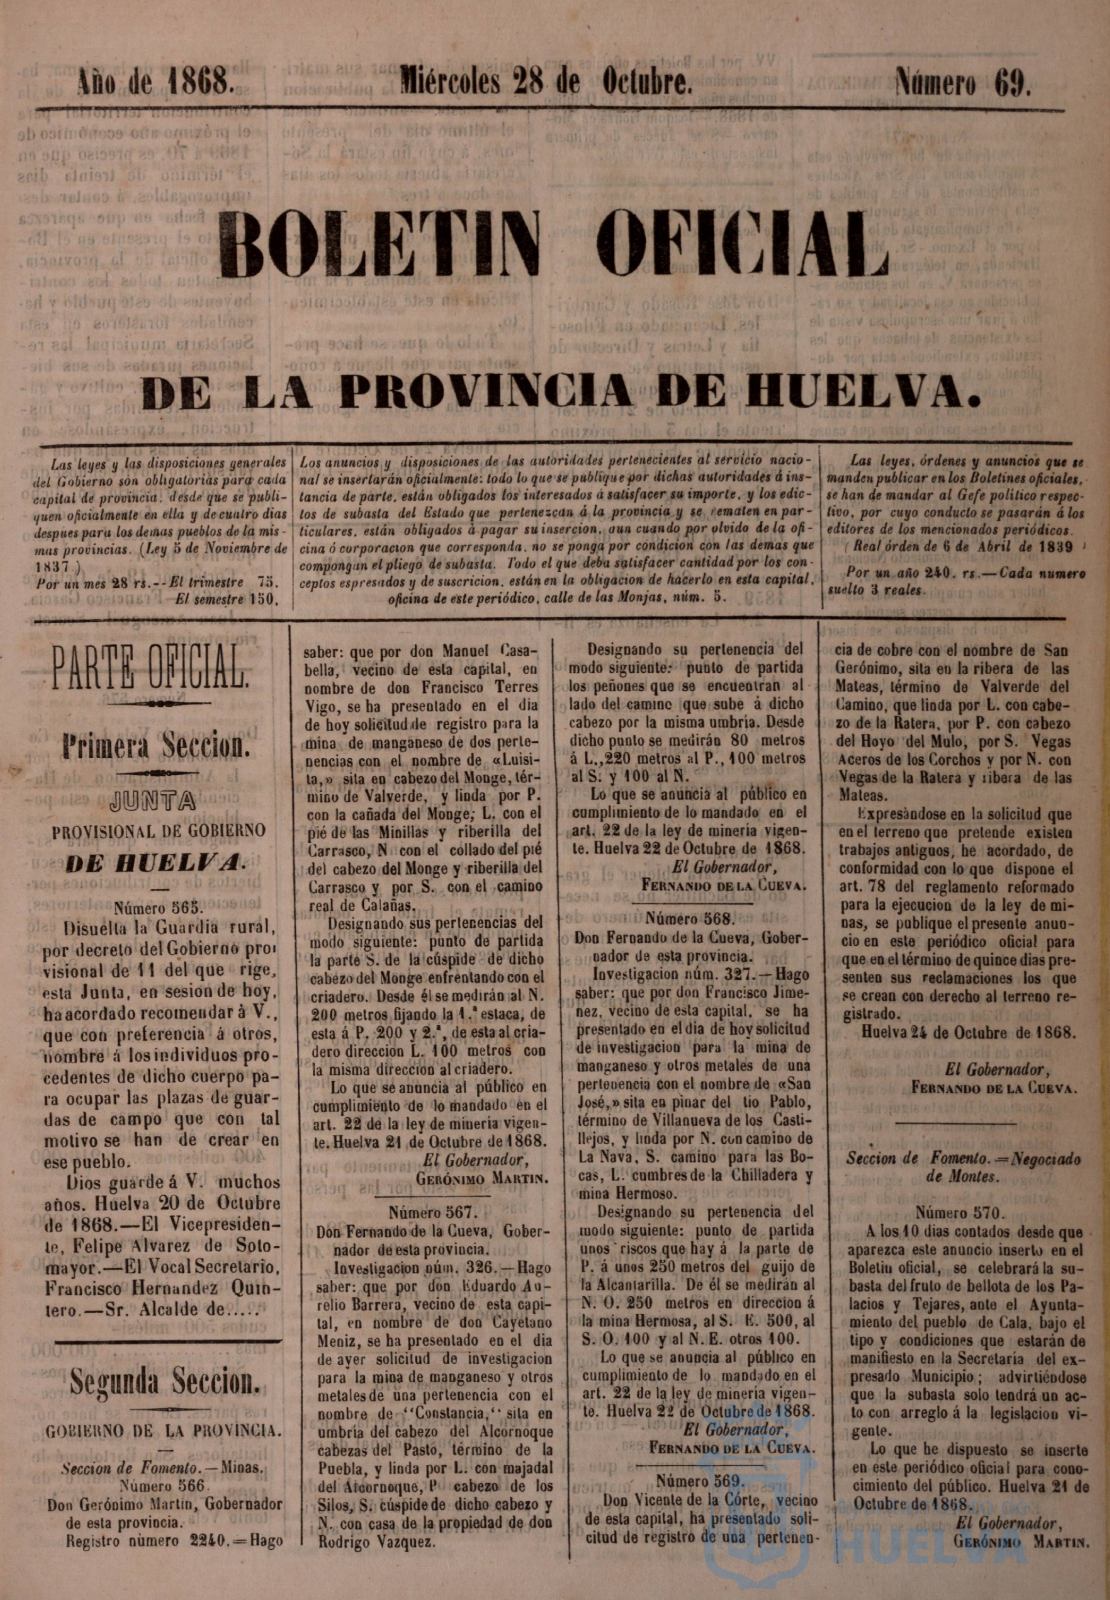 Año de 1868.
Miércoles 28 de Octubre.
Número 69.
BOLETIN OFICIAL
DE LA PROVINCIA DE HUELVA.
Las leyes y las disposiciones generales
del Gobierno son obligatorias para cada
capital de provincia, desde que se publi-
quen oficialmente en ella y de cuatro dias
despues para los demas pueblos de la mis-
mas provincias. (Ley 5 de Noviembre de
1837.)
Por un mes 28 rs.--El trimestre 75.
El semestre 150.
Los anuncios y disposiciones de las autoridades pertenecientes al servicio nacio-
nal se insertarán oficialmente: todo lo que se publique por dichas autoridades á ins-
tancia de parte, están obligados los interesados á satisfacer su importe, y los edic-
tos de subasta del Estado que pertenezcan á la provincia y se rematen en par-
ticulares, están obligados á pagar su insercion, aun cuando por olvido de la ofi-
cina ó corporacion que corresponda, no se ponga por condicion con las demas que
compongan el pliego de subasta. Todo el que deba satisfacer cantidad por los con-
ceptos espresados y de suscricion, están en la obligacion de hacerlo en esta capital,
oficina de este periódico, calle de las Monjas, núm. 5.
Las leyes, órdenes y anuncios que se
manden publicar en los Boletines oficiales,
se han de mandar al Gefe político respec-
tivo, por cuyo conducto se pasarán á los
editores de los mencionados periódicos.
(Real órden de 6 de Abril de 1839)
Por un año 240. rs.—Cada numero
suelto 3 reales.
PARTE OFICIAL.
Primera Seccion.
JUNTA
PROVISIONAL DE GOBIERNO
DE HUELVA.
Número 565.
Disuelta la Guardia rural,
por decreto del Gobierno pro-
visional de 11 del que rige,
esta Junta, en sesion de hoy,
ha acordado recomendar á V.,
que con preferencia á otros,
nombre á los individuos pro-
cedentes de dicho cuerpo pa-
ra ocupar las plazas de guar-
das de campo que con tal
motivo se han de crear en
ese pueblo.
Dios guarde á V. muchos
años. Huelva 20 de Octubre
de 1868.—El Vicepresiden-
te, Felipe Alvarez de Soto-
mayor.—El Vocal Secretario,
Francisco Hernandez Quin-
tero.—Sr. Alcalde de.....
Segunda Seccion.
GOBIERNO DE LA PROVINCIA.
Seccion de Fomento.—Minas.
Número 566.
Don Gerónimo Martin, Gobernador
de esta provincia.
Registro número 2240.=Hago
saber: que por don Manuel Casa-
bella, vecino de esta capital, en
nombre de don Francisco Terres
Vigo, se ha presentado en el dia
de hoy solicitud de registro para la
mina de manganeso de dos perte-
nencias con el nombre de «Luisi-
ta,» sita en cabezo del Monge, tér-
mino de Valverde, y linda por P.
con la cañada del Monge; L. con el
pié de las Minillas y riberilla del
Carrasco, N con el collado del pié
del cabezo del Monge y riberilla del
Carrasco y por S. con el camino
real de Calañas.
Designando sus pertenencias del
modo siguiente: punto de partida
la parte S. de la cúspide de dicho
cabezo del Monge enfrentando con el
criadero. Desde él se medirán al N.
200 metros fijando la 1.ª estaca, de
esta á P. 200 y 2.ª, de esta al cria-
dero direccion L. 100 metros con
la misma direccion al criadero.
Lo que se anuncia al público en
cumplimiento de lo mandado en el
art. 22 de la ley de mineria vigen-
te. Huelva 21 de Octubre de 1868.
El Gobernador,
GERÓNIMO MARTIN.
Número 567.
Don Fernando de la Cueva, Gober-
nador de esta provincia.
Investigacion núm. 326.—Hago
saber: que por don Eduardo Au-
relio Barrera, vecino de esta capi-
tal, en nombre de don Cayetano
Meniz, se ha presentado en el dia
de ayer solicitud de investigacion
para la mina de manganeso y otros
metales de una pertenencia con el
nombre de "Constancia," sita en
umbria del cabezo del Alcornoque
cabezas del Pasto, término de la
Puebla, y linda por L. con majadal
del Alcornoque, P cabezo de los
Silos, S. cúspide de dicho cabezo y
N. con casa de la propiedad de don
Rodrigo Vazquez.
Designando su pertenencia del
modo siguiente: punto de partida
los peñones que se encuentran al
lado del camino que sube á dicho
cabezo por la misma umbria. Desde
dicho punto se medirán 80 metros
á L., 220 metros al P., 100 metros
al S. y 100 al N.
Lo que se anuncia al público en
cumplimiento de lo mandado en el
art. 22 de la ley de mineria vigen-
te. Huelva 22 de Octubre de 1868.
El Gobernador,
FERNANDO DE LA CUEVA.
Número 568.
Don Fernando de la Cueva, Gober-
nador de esta provincia.
Investigacion núm. 327.—Hago
saber: que por don Francisco Jime-
nez, vecino de esta capital, se ha
presentado en el dia de hoy solicitud
de investigacion para la mina de
manganeso y otros metales de una
pertenencia con el nombre de «San
José,» sita en pinar del tio Pablo,
término de Villanueva de los Casti-
llejos, y linda por N. con camino de
La Nava, S. camino para las Bo-
cas, L. cumbres de la Chilladera y
mina Hermoso.
Designando su pertenencia del
modo siguiente: punto de partida
unos riscos que hay á la parte de
P. á unos 250 metros del guijo de
la Alcantarilla. De él se medirán al
N. O. 250 metros en direccion á
la mina Hermosa, al S. E. 500, al
S. O. 100 y al N. E. otros 100.
Lo que se anuncia al público en
cumplimiento de lo mandado en el
art. 22 de la ley de mineria vigen-
te. Huelva 22 de Octubre de 1868.
El Gobernador,
FERNANDO DE LA CUEVA.
Número 569.
Don Vicente de la Córte, vecino
de esta capital, ha presentado soli-
citud de registro de una pertenen-
cia de cobre con el nombre de San
Gerónimo, sita en la ribera de las
Mateas, término de Valverde del
Camino, que linda por L. con cabe-
zo de la Ratera, por P. con cabezo
del Hoyo del Mulo, por S. Vegas
Aceros de los Corchos y por N. con
Vegas de la Ratera y ribera de las
Mateas.
Expresàndose en la solicitud que
en el terreno que pretende existen
trabajos antiguos, he acordado, de
conformidad con lo que dispone el
art. 78 del reglamento reformado
para la ejecucion de la ley de mi-
nas, se publique el presente anun-
cio en este periódico oficial para
que en el término de quince dias pre-
senten sus reclamaciones los que
se crean con derecho al terreno re-
gistrado.
Huelva 24 de Octubre de 1868.
El Gobernador,
FERNANDO DE LA CUEVA.
Seccion de Fomento.=Negociado
de Montes.
Número 570.
A los 10 dias contados desde que
aparezca este anuncio inserto en el
Boletin oficial, se celebrará la su-
basta del fruto de bellota de los Pa-
lacios y Tejares, ante el Ayunta-
miento del pueblo de Cala, bajo el
tipo y condiciones que estarán de
manifiesto en la Secretaría del ex-
presado Municipio; advirtiéndose
que la subasta solo tendrá un ac-
to con arreglo á la legislacion vi-
gente.
Lo que he dispuesto se inserte
en este periódico oficial para cono-
cimiento del público. Huelva 21 de
Octubre de 1868.
El Gobernador,
GERÓNIMO MARTIN.
HUELVA